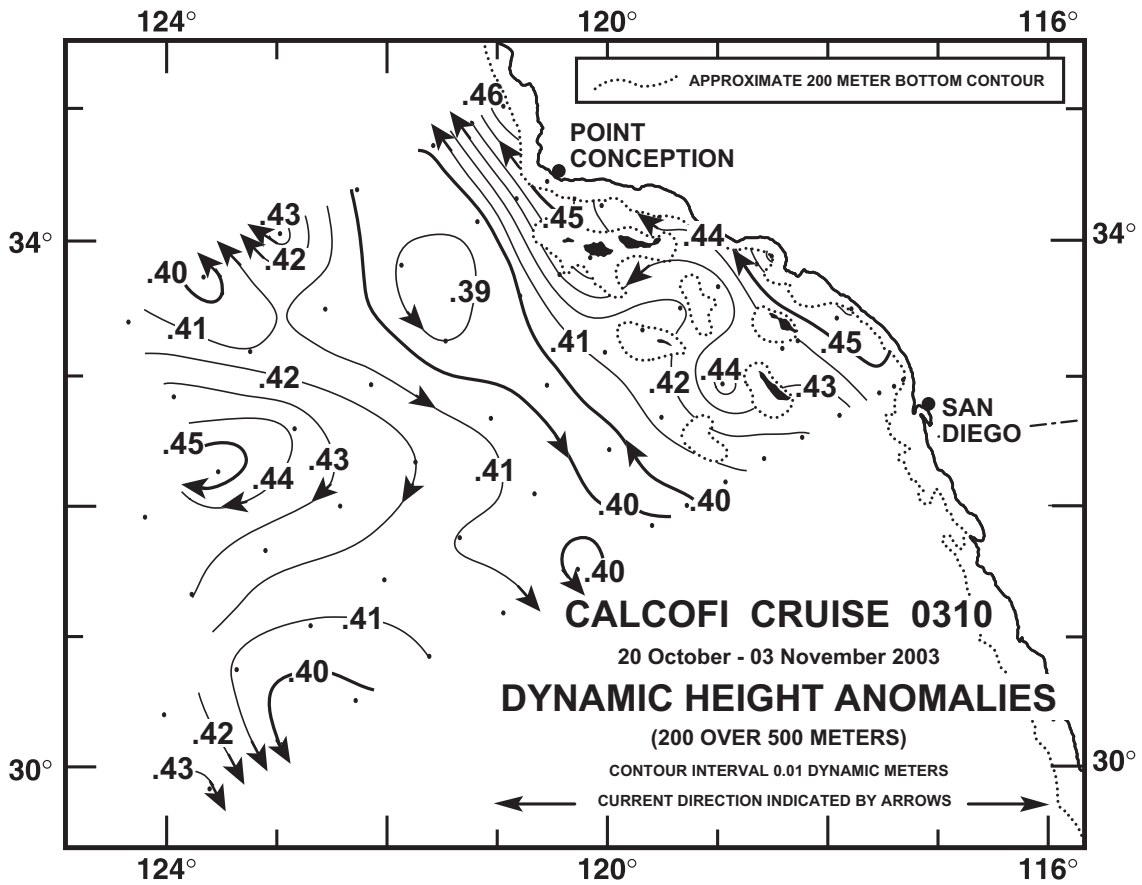 124° 120° 116°
APPROXIMATE 200 METER BOTTOM CONTOUR
.46
POINT
CONCEPTION
.43
.45
34° .42 .44 34°
.40
.39
.41
.41 .45
.42 .42 .44 .43
SAN
DIEGO
.45 .43
.44 .41
.40 .40
.40
CALCOFI CRUISE 0310
.41
20 October - 03 November 2003
.40
DYNAMIC HEIGHT ANOMALIES
.42
(200 OVER 500 METERS)
30° .43 30°
CONTOUR INTERVAL 0.01 DYNAMIC METERS
CURRENT DIRECTION INDICATED BY ARROWS
124° 120° 116°